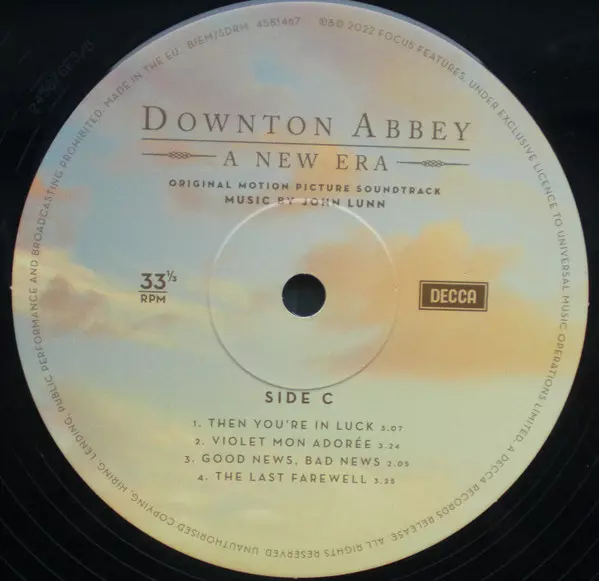 DOWNTON ABBEY
A NEW ERA
ORIGINAL MOTION PICTURE SOUNDTRACK
MUSIC BY JOHN LUNN
33 1/3
RPM
DECCA
SIDE C
1. THEN YOU'RE IN LUCK 3.07
2. VIOLET MON ADORÉE 3.24
3. GOOD NEWS, BAD NEWS 2.05
4. THE LAST FAREWELL 3.25
℗© 2022 FOCUS FEATURES, UNDER EXCLUSIVE LICENCE TO UNIVERSAL MUSIC OPERATIONS LIMITED. A DECCA RECORDS RELEASE. ALL RIGHTS RESERVED. UNAUTHORISED COPYING, HIRING, LENDING, PUBLIC PERFORMANCE AND BROADCASTING PROHIBITED. MADE IN THE EU. BIEM/SDRM 4581467